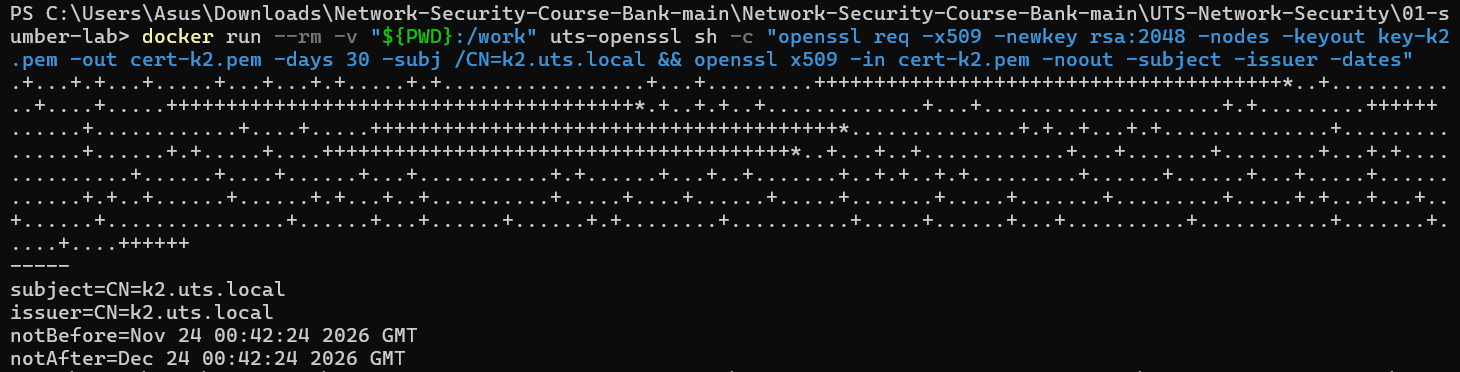 PS C:\Users\Asus\Downloads\Network-Security-Course-Bank-main\Network-Security-Course-Bank-main\UTS-Network-Security\01-s
umber-lab> docker run --rm -v "${PWD}:/work" uts-openssl sh -c "openssl req -x509 -newkey rsa:2048 -nodes -keyout key-k2
.pem -out cert-k2.pem -days 30 -subj /CN=k2.uts.local && openssl x509 -in cert-k2.pem -noout -subject -issuer -dates"
.+...+.+...+.....+...+...+.+.....+.+.................+...+.........+++++++++++++++++++++++++++++++++++++++*..+..........
..+....+.....+++++++++++++++++++++++++++++++++++++++*.+..+.+..+.............+...+....................+.+.........++++++
......+............+....+.....+++++++++++++++++++++++++++++++++++++++*..............+.+..+...+.+..............+.........
......+......+.+.....+....+++++++++++++++++++++++++++++++++++++++*..+...+..+............+...+.......+........+...+.+....
..........+......+....+......+...+...........+.+......+...+..+.......+..+.+..+.+.........+......+......+...+.....+......
......+.+..+......+......+.+...+..+..........+.....+....+......+.....+.......+.....+.......+.........+.....+.+...+...+..
+......+...............+......+...+......+......+.+........+..........+.....+......+...+..........+...........+.......+.
....+....++++++
-----
subject=CN=k2.uts.local
issuer=CN=k2.uts.local
notBefore=Nov 24 00:42:24 2026 GMT
notAfter=Dec 24 00:42:24 2026 GMT